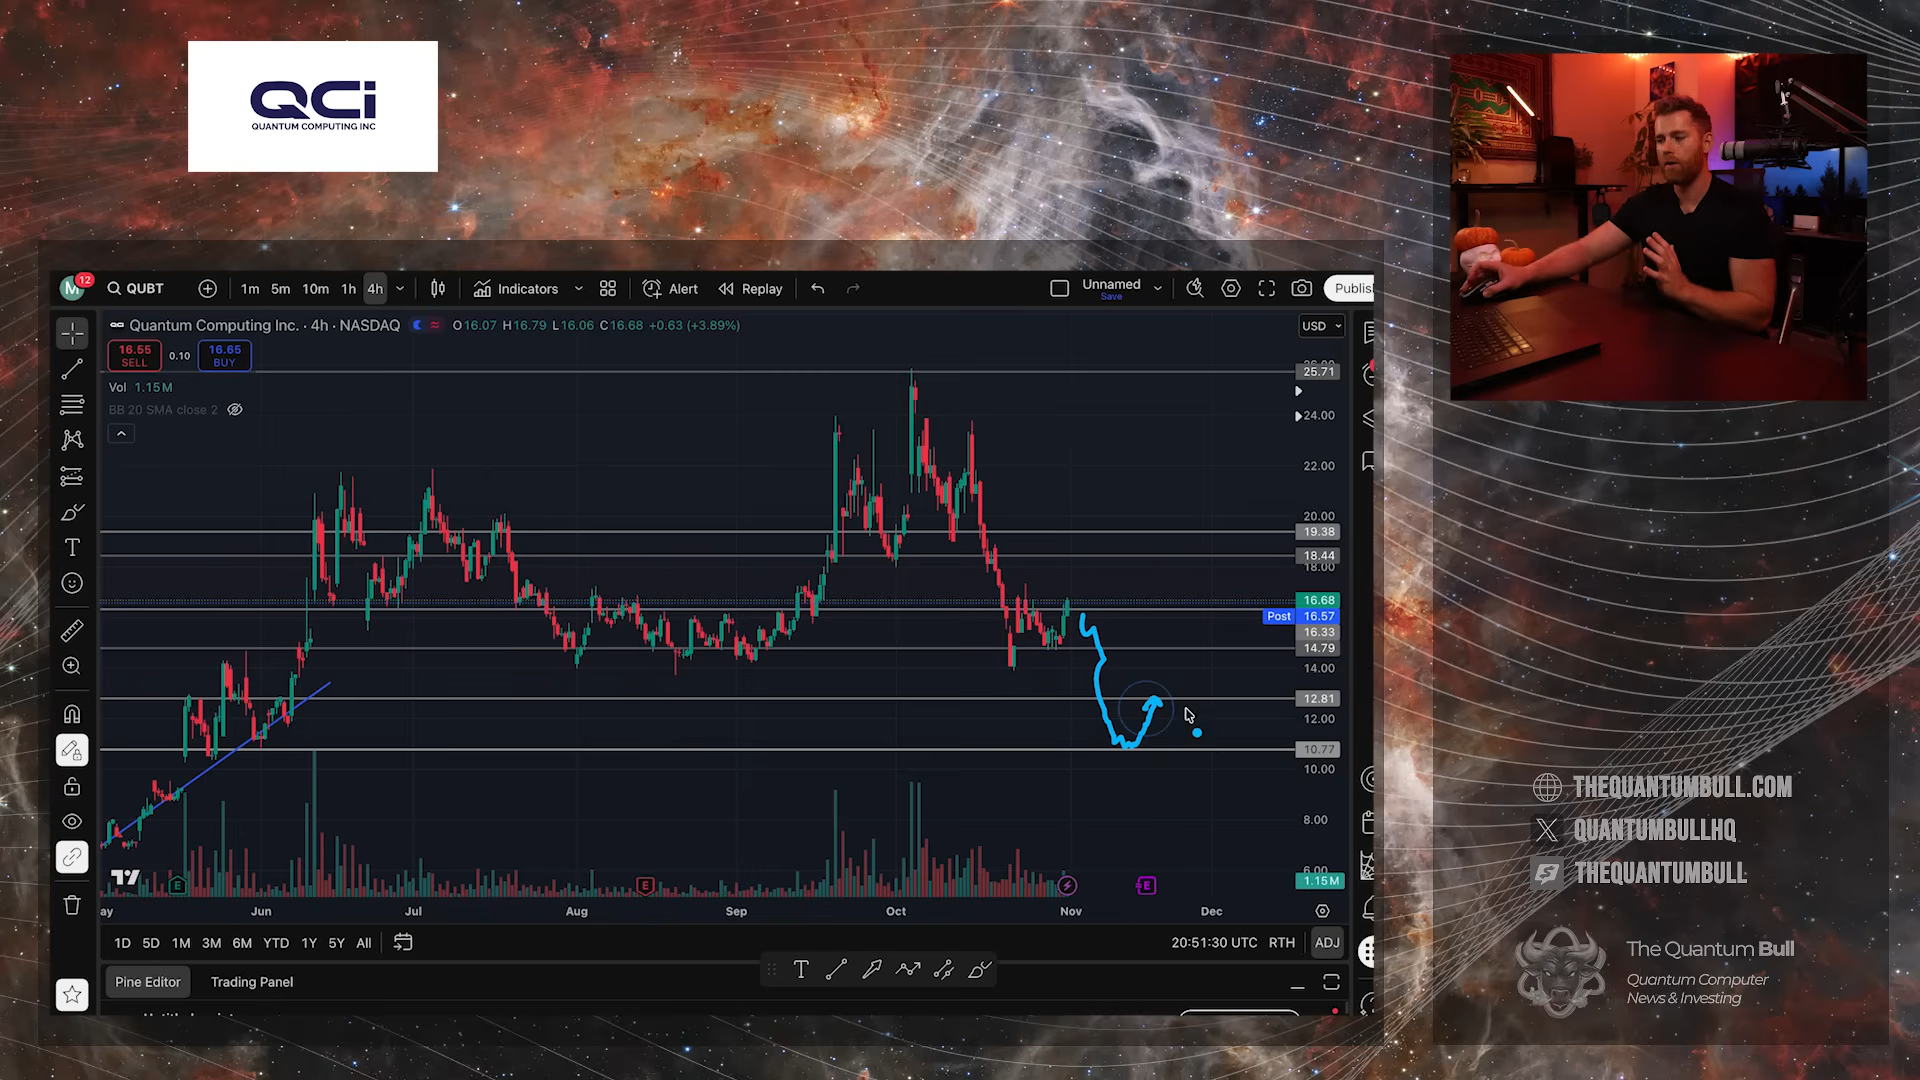 QCi
QUANTUM COMPUTING INC
M
12
QUBT
1m 5m 10m 1h 4h
Indicators
Alert
Replay
Unnamed
Save
Publis
Quantum Computing Inc. · 4h · NASDAQ
O16.07 H16.79 L16.06 C16.68 +0.63 (+3.89%)
USD
16.55
SELL
0.10
16.65
BUY
Vol 1.15M
BB 20 SMA close 2
25.71
24.00
22.00
20.00
19.38
18.44
18.00
16.68
Post 16.57
16.33
14.79
14.00
12.81
12.00
10.77
10.00
8.00
6.00
1.15M
E
E
E
ay Jun Jul Aug Sep Oct Nov Dec
1D 5D 1M 3M 6M YTD 1Y 5Y All
20:51:30 UTC RTH ADJ
Pine Editor
Trading Panel
THEQUANTUMBULL.COM
QUANTUMBULLHQ
THEQUANTUMBULL
The Quantum Bull
Quantum Computer
News & Investing